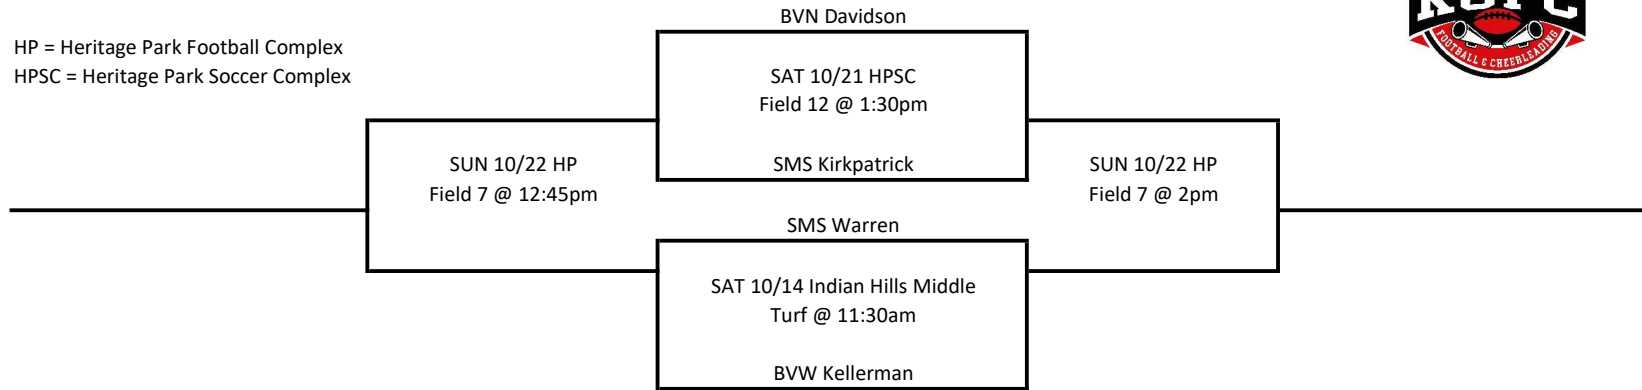 BVN Davidson
HP = Heritage Park Football Complex
HPSC = Heritage Park Soccer Complex
SAT 10/21 HPSC
Field 12 @ 1:30pm
SMS Kirkpatrick
SUN 10/22 HP
Field 7 @ 12:45pm
SUN 10/22 HP
Field 7 @ 2pm
SMS Warren
SAT 10/14 Indian Hills Middle
Turf @ 11:30am
BVW Kellerman
FOOTBALL & CHEERLEADING